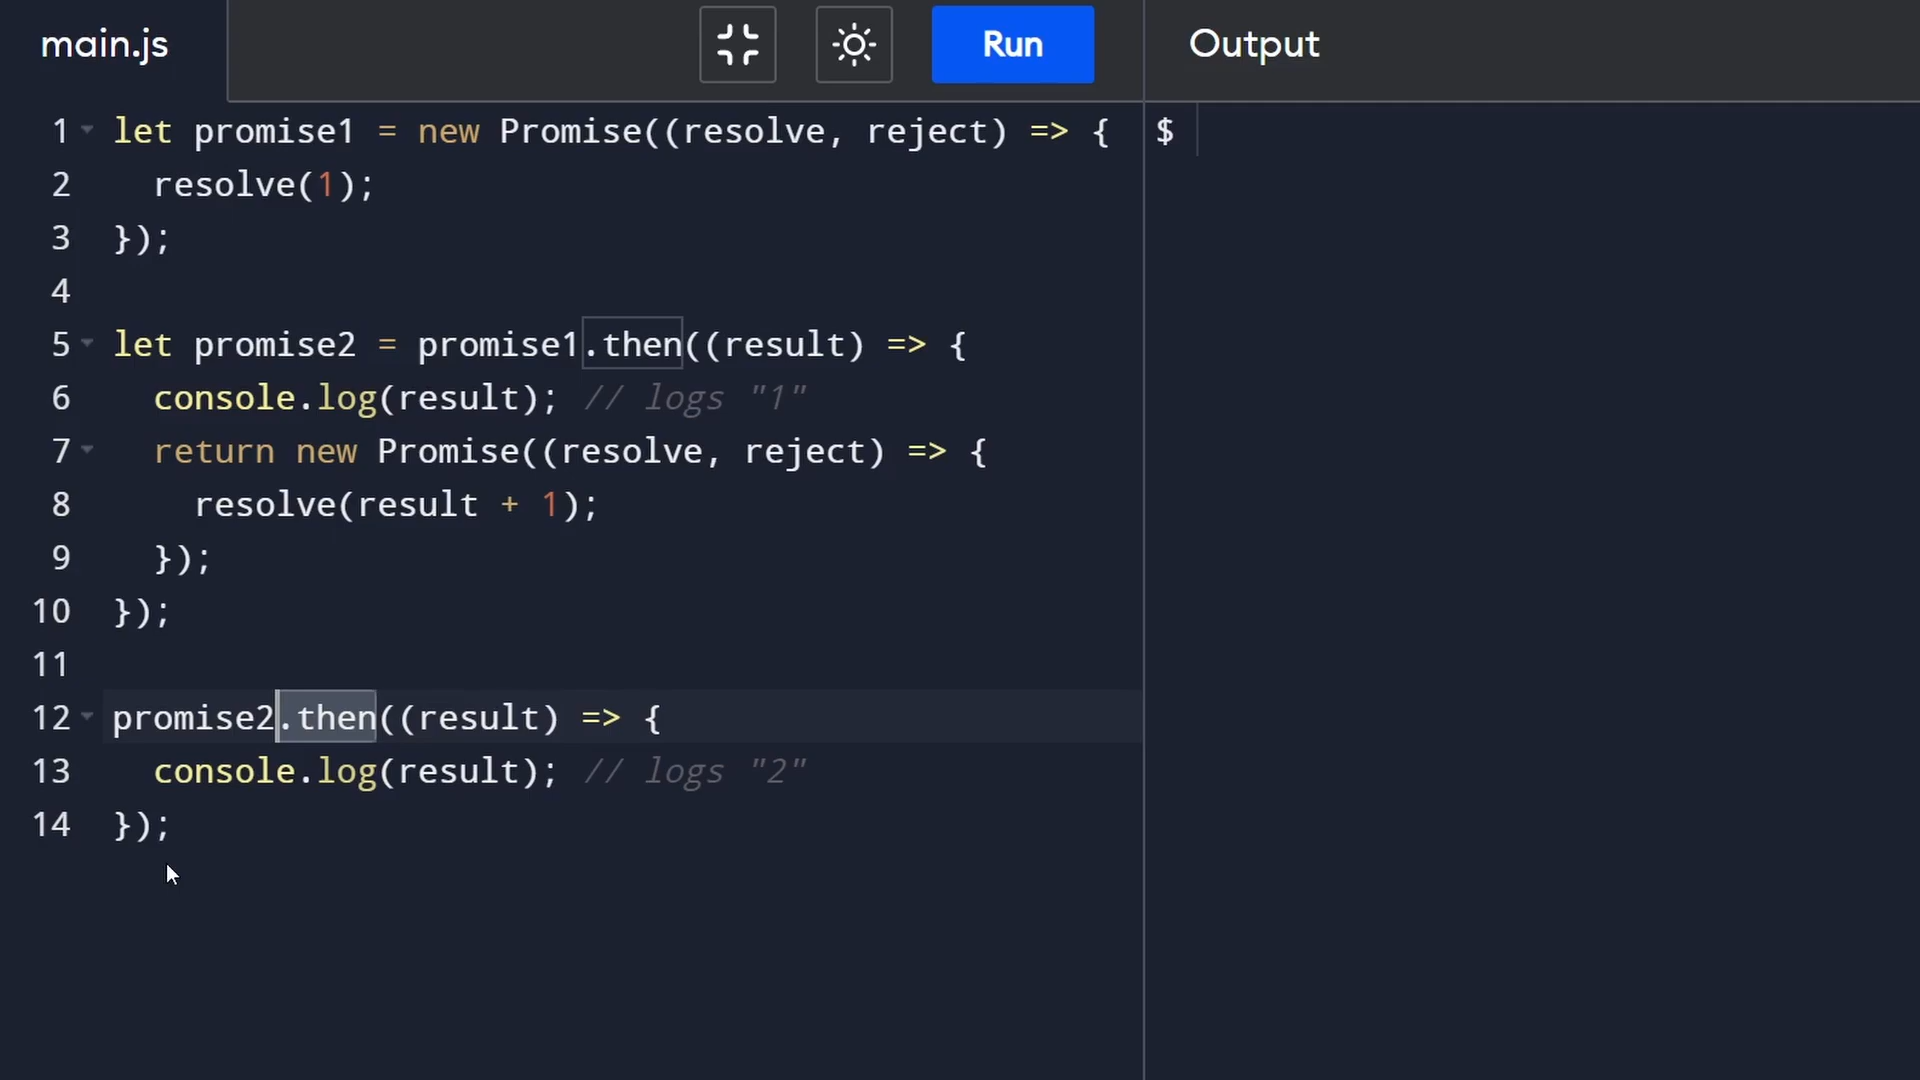 main.js
Run
Output
1 let promise1 = new Promise((resolve, reject) => {
2   resolve(1);
3 });
4
5 let promise2 = promise1.then((result) => {
6   console.log(result); // logs "1"
7   return new Promise((resolve, reject) => {
8     resolve(result + 1);
9   });
10 });
11
12 promise2.then((result) => {
13   console.log(result); // logs "2"
14 });
$